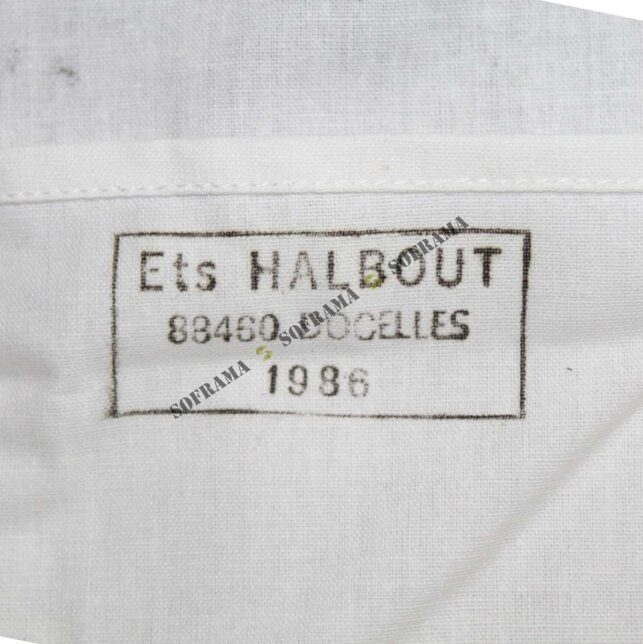 Ets HALBOUT
88460 DOCELLES
1986
SOFRAMA SOFRAMA SOFRAMA